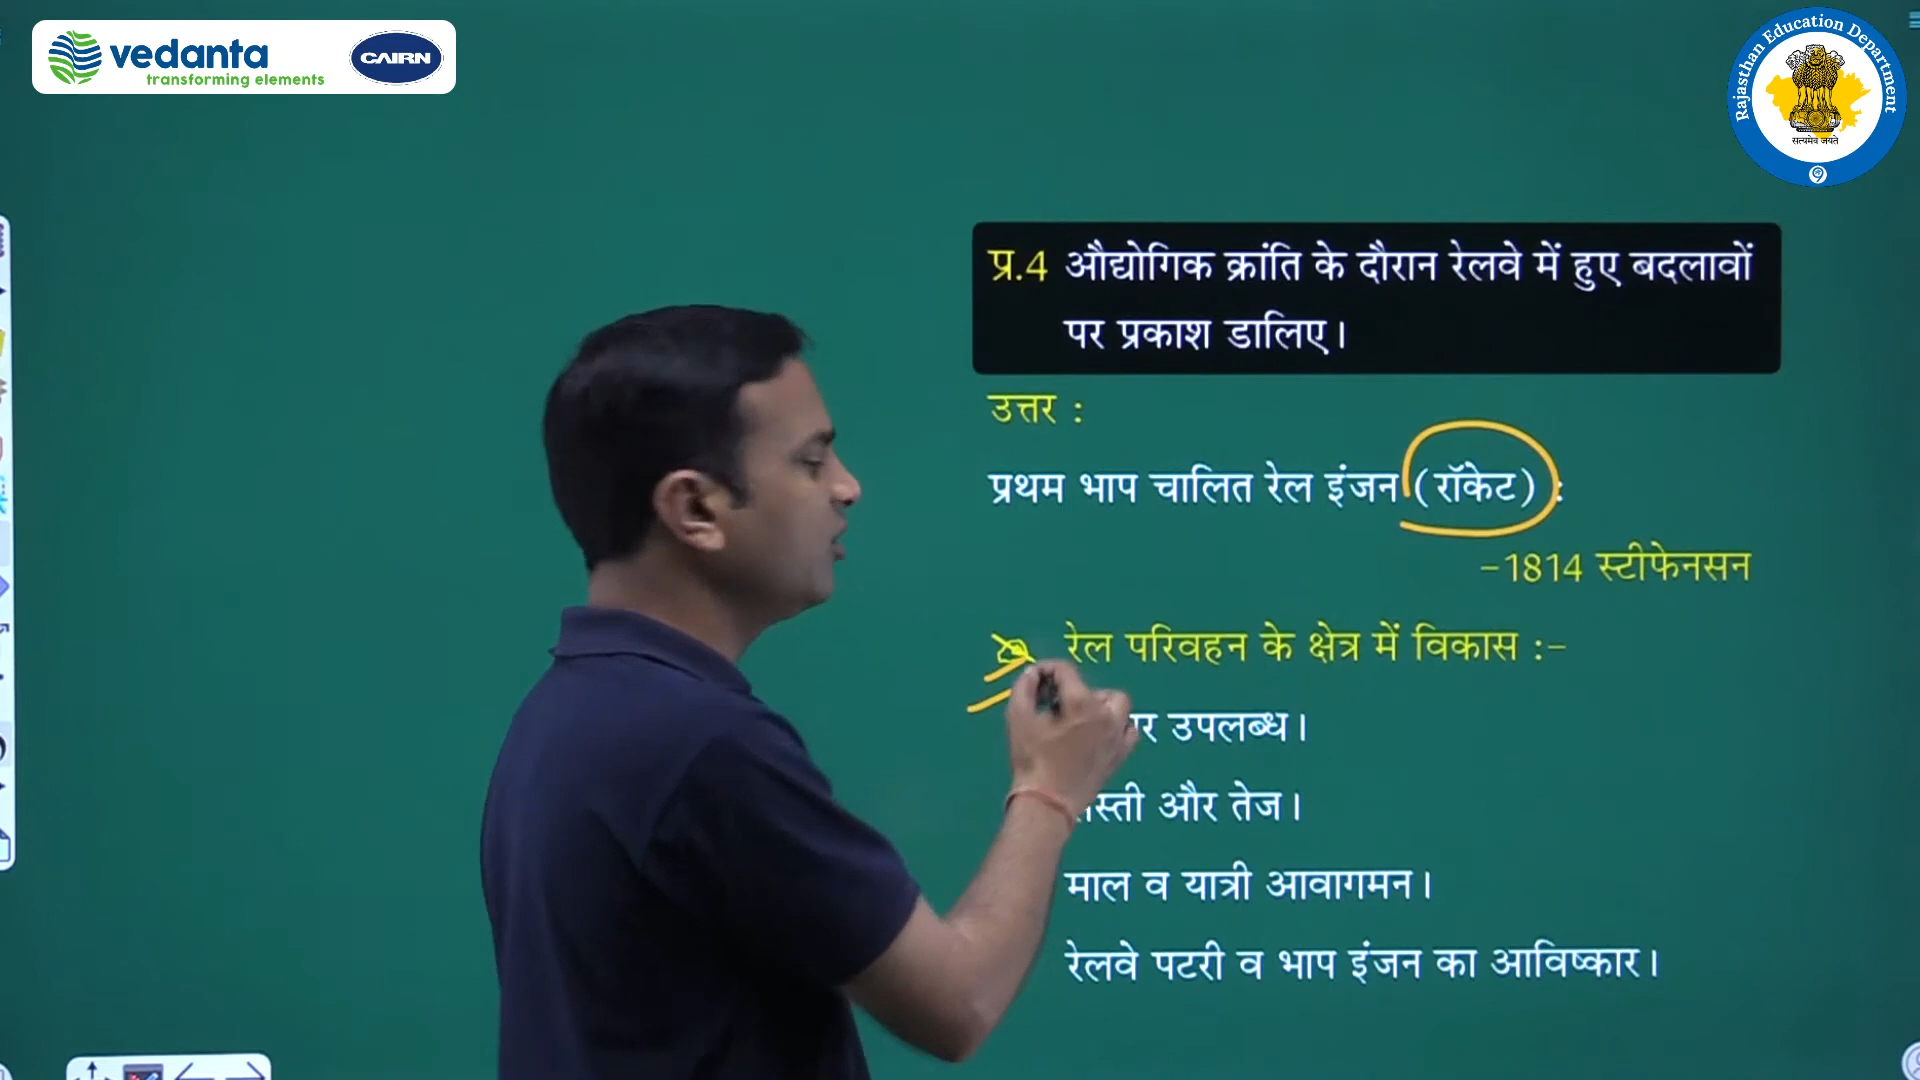 vedanta
transforming elements
CAIRN
Rajasthan Education Department
सत्यमेव जयते
प्र.4 औद्योगिक क्रांति के दौरान रेलवे में हुए बदलावों
पर प्रकाश डालिए।
उत्तर :
प्रथम भाप चालित रेल इंजन (रॉकेट) :
-1814 स्टीफेनसन
रेल परिवहन के क्षेत्र में विकास :-
उपलब्ध।
और तेज।
माल व यात्री आवागमन।
रेलवे पटरी व भाप इंजन का आविष्कार।